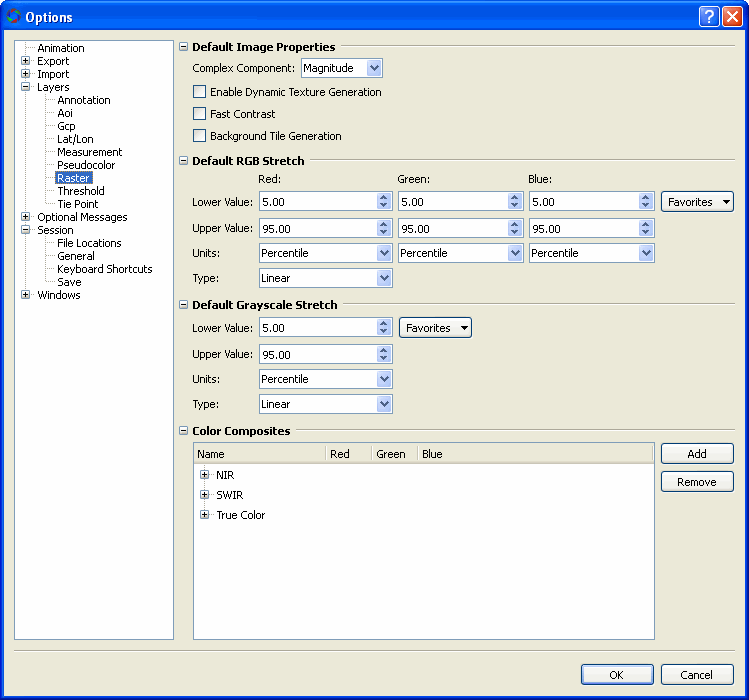 Options
Animation
Export
Import
Layers
Annotation
Aoi
Gcp
Lat/Lon
Measurement
Pseudocolor
Raster
Threshold
Tie Point
Optional Messages
Session
File Locations
General
Keyboard Shortcuts
Save
Windows
Default Image Properties
Complex Component: Magnitude
Enable Dynamic Texture Generation
Fast Contrast
Background Tile Generation
Default RGB Stretch
Red: Green: Blue:
Lower Value: 5.00 5.00 5.00 Favorites
Upper Value: 95.00 95.00 95.00
Units: Percentile Percentile Percentile
Type: Linear
Default Grayscale Stretch
Lower Value: 5.00 Favorites
Upper Value: 95.00
Units: Percentile
Type: Linear
Color Composites
Name Red Green Blue Add
NIR Remove
SWIR
True Color
OK Cancel